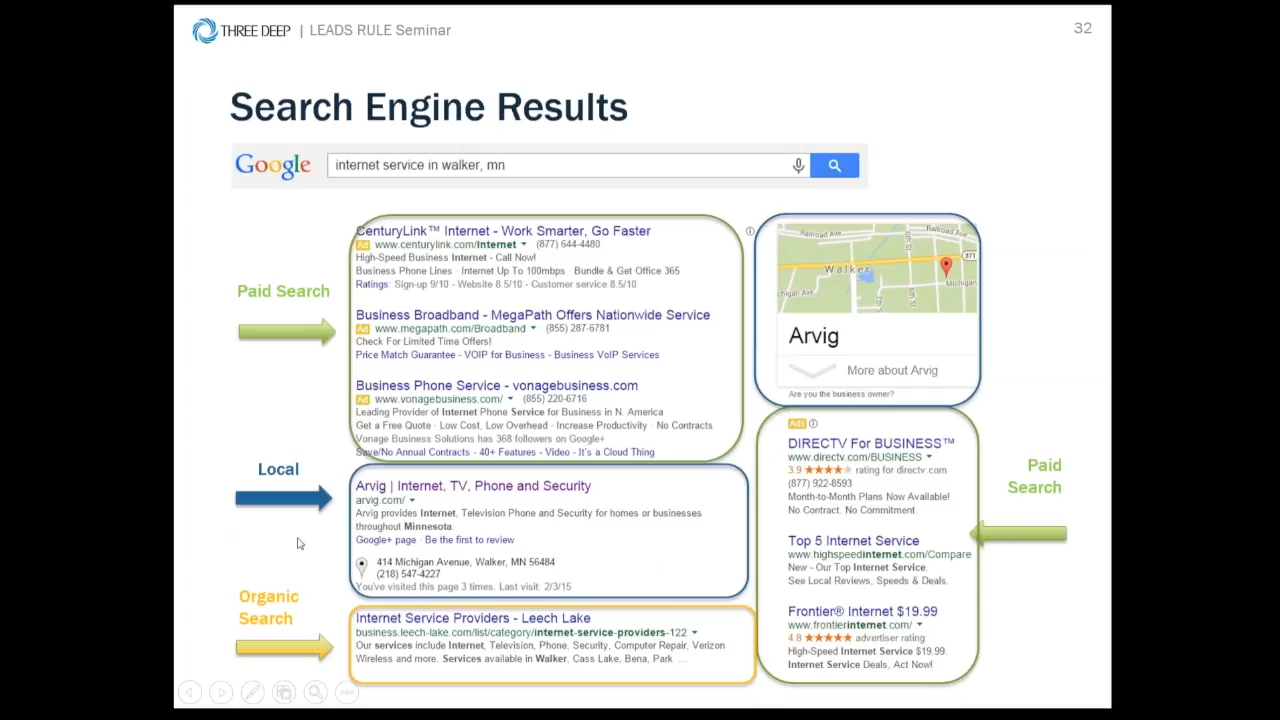 THREE DEEP | LEADS RULE Seminar
32
Search Engine Results
Google
internet service in walker, mn
Paid Search
CenturyLink™ Internet - Work Smarter, Go Faster
Ad www.centurylink.com/Internet (877) 644-4480
High-Speed Business Internet - Call Now!
Business Phone Lines · Internet Up To 100mbps · Bundle & Get Office 365
Ratings: Sign-up 9/10 - Website 8.5/10 - Customer service 8.5/10
Business Broadband - MegaPath Offers Nationwide Service
Ad www.megapath.com/Broadband (855) 287-6781
Check For Limited Time Offers!
Price Match Guarantee - VOIP for Business - Business VoIP Services
Business Phone Service - vonagebusiness.com
Ad www.vonagebusiness.com/ (855) 220-6716
Leading Provider of Internet Phone Service for Business in N. America
Get a Free Quote · Low Cost, Low Overhead · Increase Productivity · No Contracts
Vonage Business Solutions has 368 followers on Google+
Save/No Annual Contracts - 40+ Features - Video - It's a Cloud Thing
Local
Arvig | Internet, TV, Phone and Security
arvig.com/
Arvig provides Internet, Television Phone and Security for homes or businesses
throughout Minnesota.
Google+ page · Be the first to review
414 Michigan Avenue, Walker, MN 56484
(218) 547-4227
You've visited this page 3 times. Last visit: 2/3/15
Organic
Search
Internet Service Providers - Leech Lake
business.leech-lake.com/list/category/internet-service-providers-122
Our services include Internet, Television, Phone, Security, Computer Repair, Verizon
Wireless and more. Services available in Walker, Cass Lake, Bena, Park ...
Railroad Ave
Railroad Ave
6th St
371
Walker
Michigan
chigan Ave
7th St
6th St
Arvig
More about Arvig
Are you the business owner?
Ads
DIRECTV For BUSINESS™
www.directv.com/BUSINESS
3.9 ★★★★★ rating for directv.com
(877) 922-8593
Month-to-Month Plans Now Available!
No Contract. No Commitment
Top 5 Internet Service
www.highspeedinternet.com/Compare
New - Our Top Internet Service.
See Local Reviews, Speeds & Deals.
Frontier® Internet $19.99
www.frontierinternet.com/
4.8 ★★★★★ advertiser rating
High-Speed Internet Service $19.99.
Internet Service Deals, Act Now!
Paid
Search